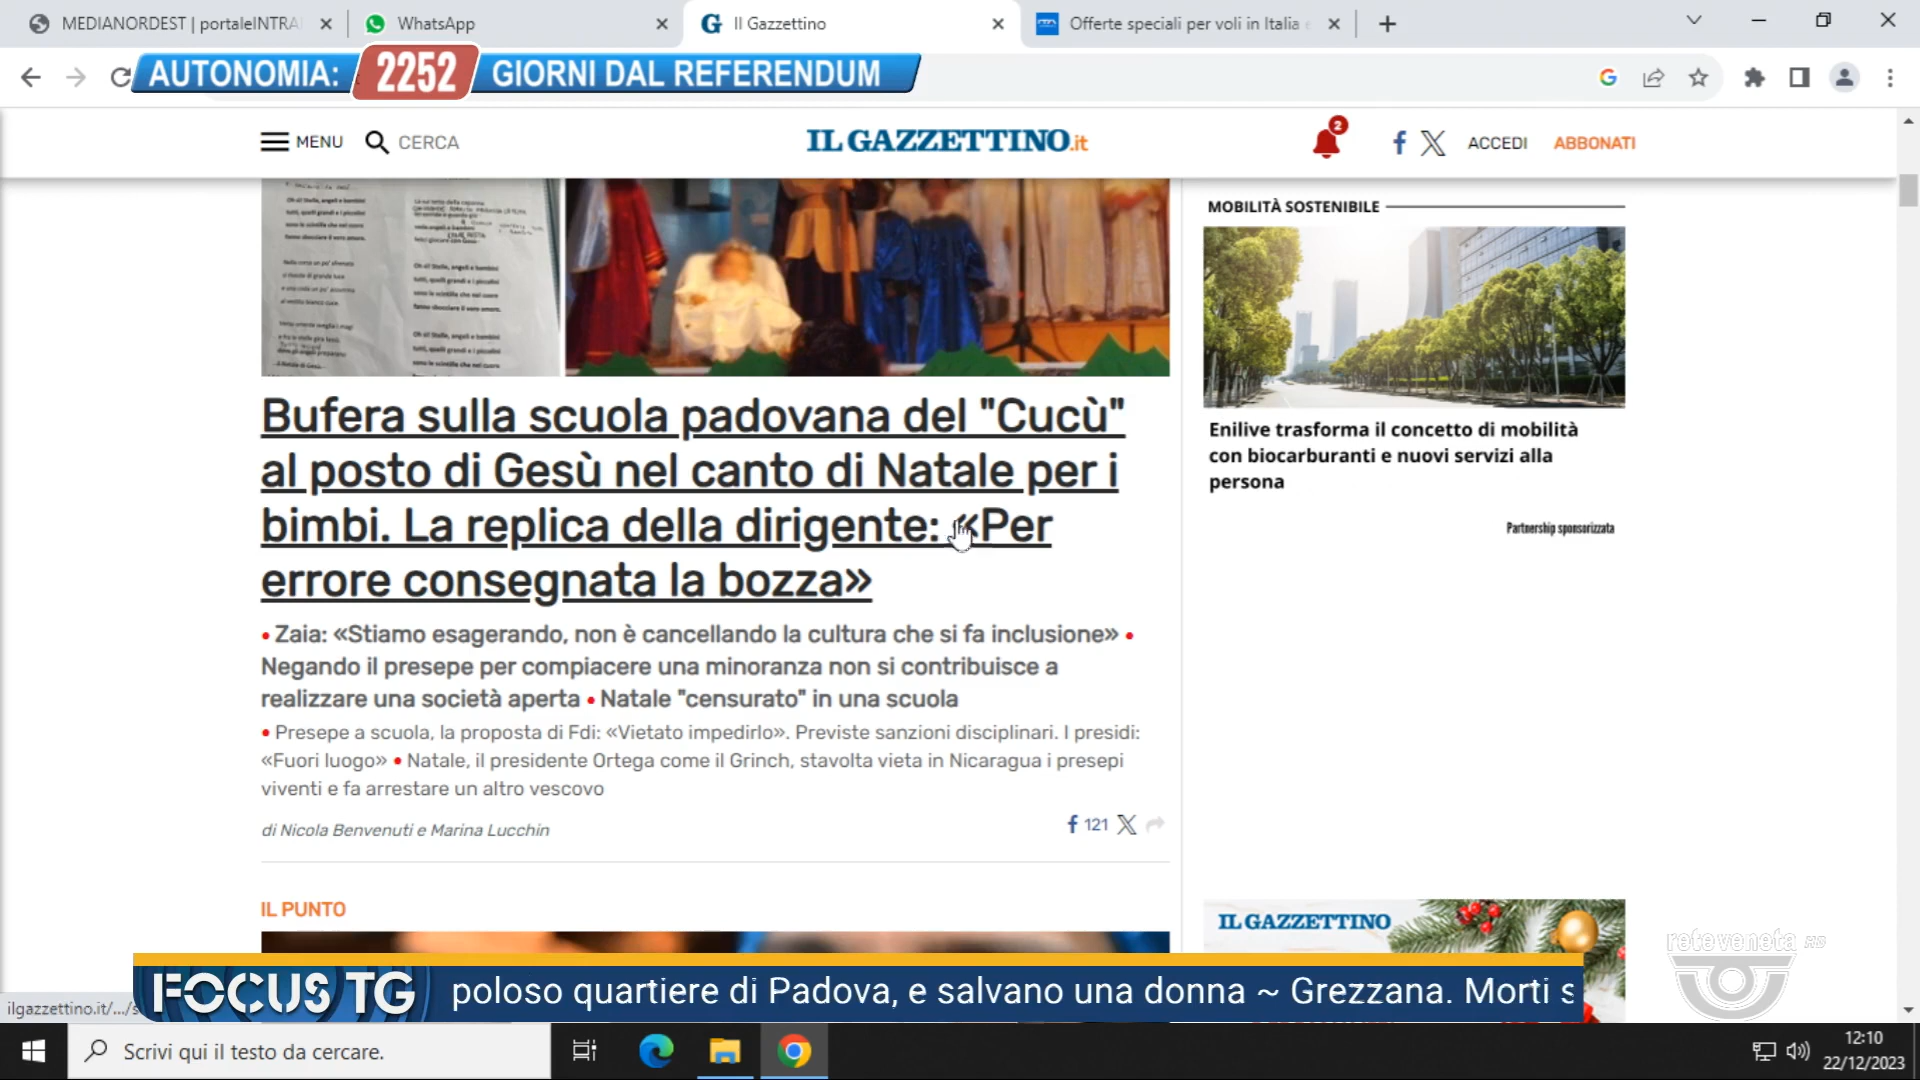 MEDIANORDEST | portaleINTRA
WhatsApp
Il Gazzettino
Offerte speciali per voli in Italia e
AUTONOMIA: 2252 GIORNI DAL REFERENDUM
MENU
CERCA
IL GAZZETTINO.it
2
ACCEDI
ABBONATI
MOBILITÀ SOSTENIBILE
Enilive trasforma il concetto di mobilità
con biocarburanti e nuovi servizi alla
persona
Partnership sponsorizzata
Bufera sulla scuola padovana del "Cucù"
al posto di Gesù nel canto di Natale per i
bimbi. La replica della dirigente: «Per
errore consegnata la bozza»
• Zaia: «Stiamo esagerando, non è cancellando la cultura che si fa inclusione» •
Negando il presepe per compiacere una minoranza non si contribuisce a
realizzare una società aperta • Natale "censurato" in una scuola
• Presepe a scuola, la proposta di Fdi: «Vietato impedirlo». Previste sanzioni disciplinari. I presidi:
«Fuori luogo» • Natale, il presidente Ortega come il Grinch, stavolta vieta in Nicaragua i presepi
viventi e fa arrestare un altro vescovo
di Nicola Benvenuti e Marina Lucchin
121
IL PUNTO
IL GAZZETTINO
reteveneta HD
FOCUS TG
poloso quartiere di Padova, e salvano una donna ~ Grezzana. Morti s
ilgazzettino.it/.../s
Scrivi qui il testo da cercare.
12:10
22/12/2023